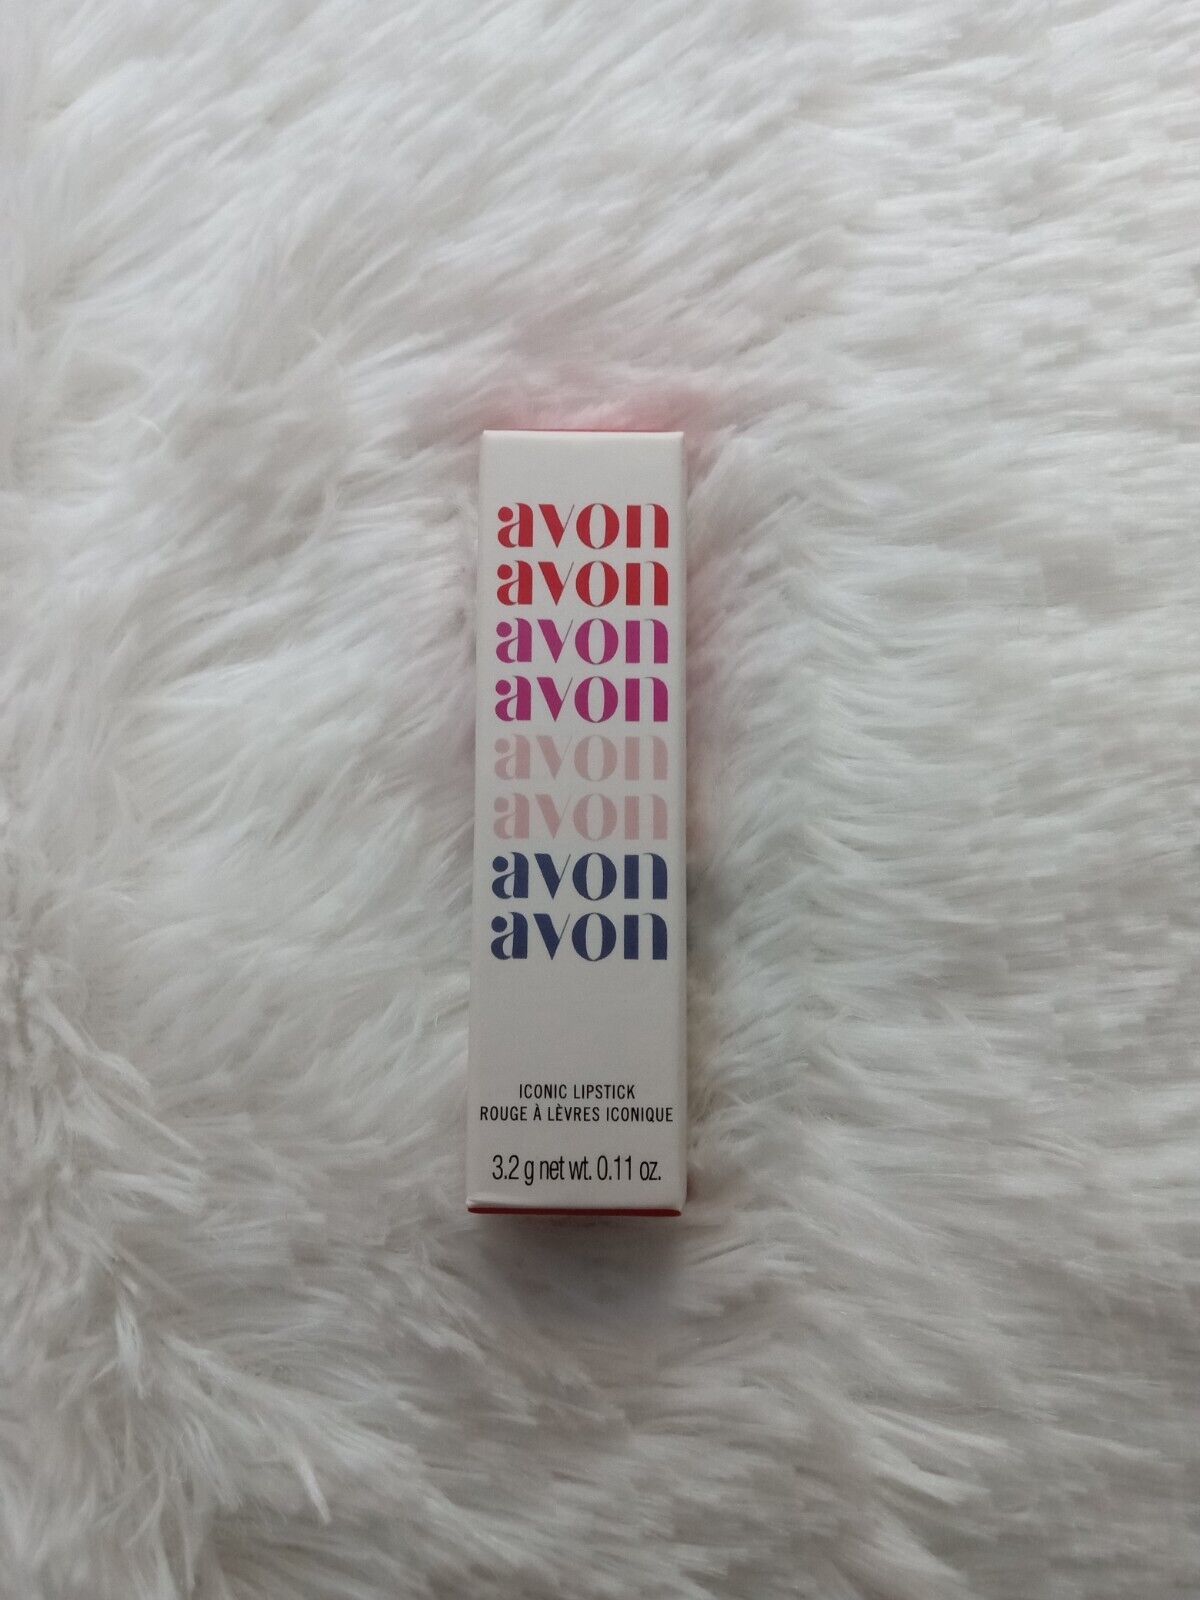 avon
avon
avon
avon
avon
avon
avon
avon
ICONIC LIPSTICK
ROUGE À LÈVRES ICONIQUE
3.2 g net wt. 0.11 oz.